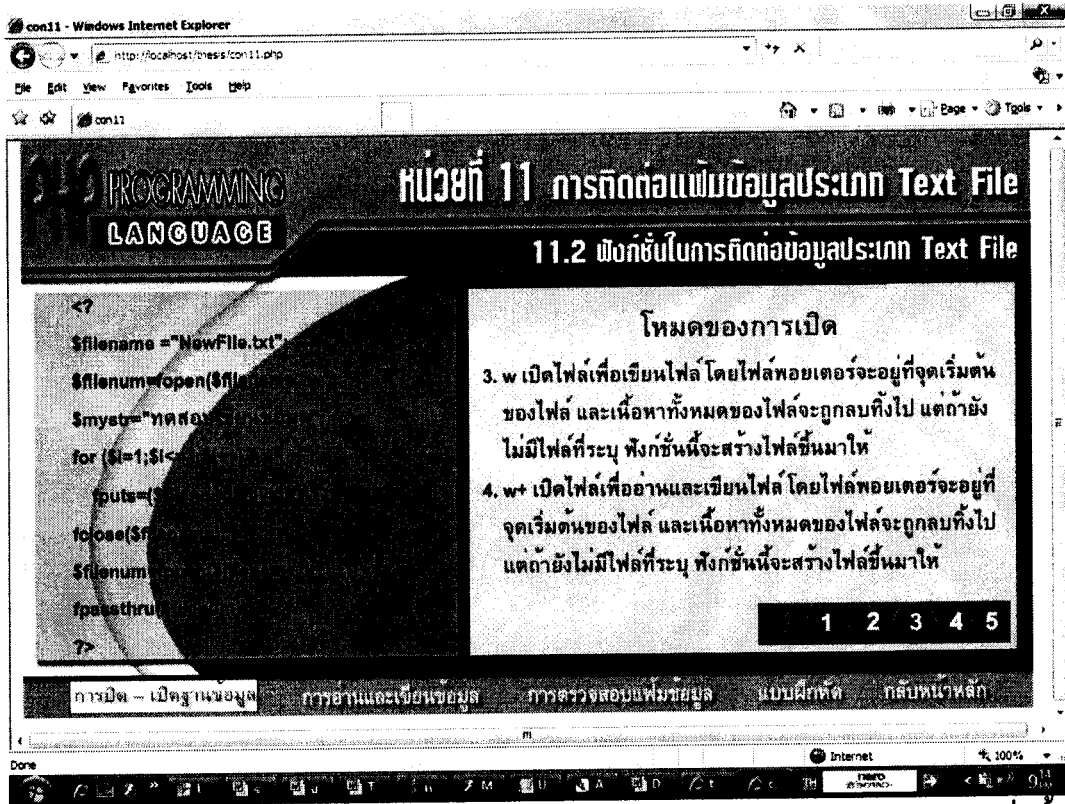 con11 - Windows Internet Explorer
http://localhost/thesis/con11.php
File Edit View Favorites Tools Help
con11
Page Tools
PHP PROGRAMMING
LANGUAGE
หน่วยที่ 11 การติดต่อแฟ้มข้อมูลประเภท Text File
11.2 ฟังก์ชั่นในการติดต่อข้อมูลประเภท Text File
<?
$filename ="NewFile.txt";
$filenum=fopen($fil
$mystr="ทดสอบ
for ($i=1;$i<
fputs=($
fclose($f
$filenum
fpassthru(
?>
โหมดของการเปิด
3. w เปิดไฟล์เพื่อเขียนไฟล์ โดยไฟล์พอยเตอร์จะอยู่ที่จุดเริ่มต้น
ของไฟล์ และเนื้อหาทั้งหมดของไฟล์จะถูกลบทิ้งไป แต่ถ้ายัง
ไม่มีไฟล์ที่ระบุ ฟังก์ชั่นนี้จะสร้างไฟล์ขึ้นมาให้
4. w+ เปิดไฟล์เพื่ออ่านและเขียนไฟล์ โดยไฟล์พอยเตอร์จะอยู่ที่
จุดเริ่มต้นของไฟล์ และเนื้อหาทั้งหมดของไฟล์จะถูกลบทิ้งไป
แต่ถ้ายังไม่มีไฟล์ที่ระบุ ฟังก์ชั่นนี้จะสร้างไฟล์ขึ้นมาให้
1 2 3 4 5
การปิด – เปิดฐานข้อมูล การอ่านและเขียนข้อมูล การตรวจสอบแฟ้มข้อมูล แบบฝึกหัด กลับหน้าหลัก
Done Internet 100%
TH nero